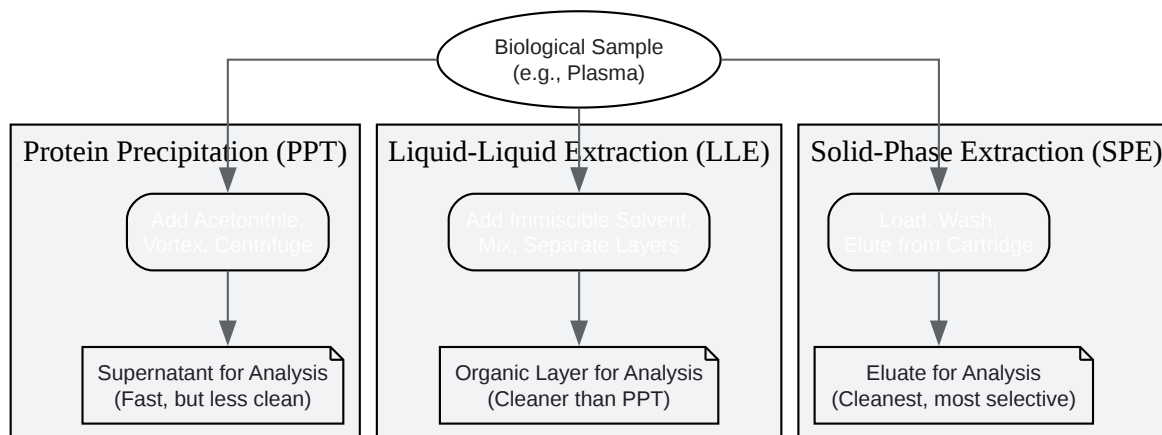 Biological Sample
(e.g., Plasma)
Protein Precipitation (PPT)
Add Acetonitrile,
Vortex, Centrifuge
Supernatant for Analysis
(Fast, but less clean)
Liquid-Liquid Extraction (LLE)
Add Immiscible Solvent,
Mix, Separate Layers
Organic Layer for Analysis
(Cleaner than PPT)
Solid-Phase Extraction (SPE)
Load, Wash,
Elute from Cartridge
Eluate for Analysis
(Cleanest, most selective)